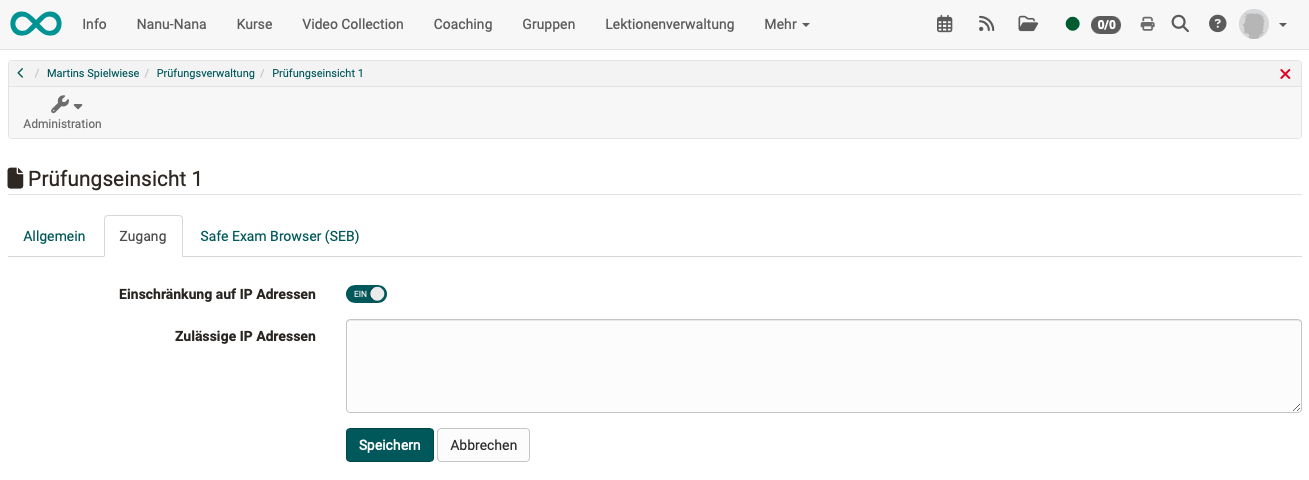 Info Nanu-Nana Kurse Video Collection Coaching Gruppen Lektionenverwaltung Mehr 0/0 ?
/ Martins Spielwiese / Prüfungsverwaltung / Prüfungseinsicht 1
Administration
Prüfungseinsicht 1
Allgemein Zugang Safe Exam Browser (SEB)
Einschränkung auf IP Adressen EIN
Zulässige IP Adressen
Speichern Abbrechen